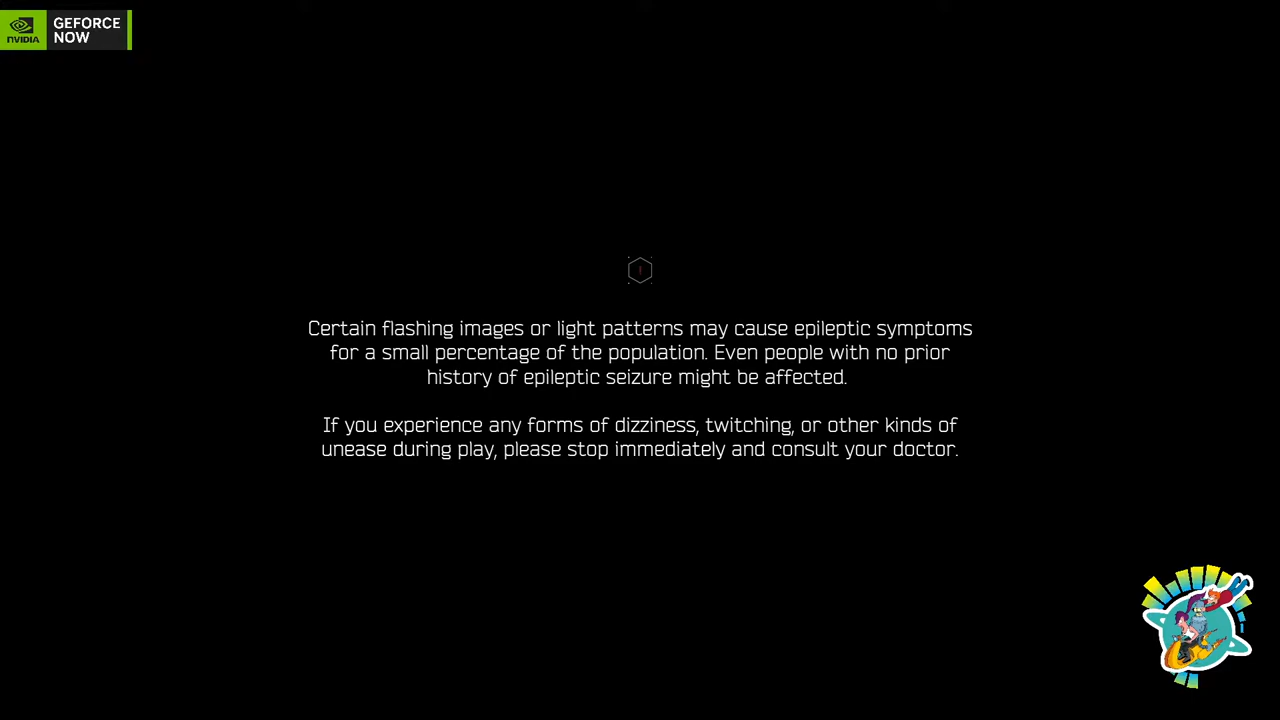 NVIDIA
GEFORCE
NOW
Certain flashing images or light patterns may cause epileptic symptoms
for a small percentage of the population. Even people with no prior
history of epileptic seizure might be affected.
If you experience any forms of dizziness, twitching, or other kinds of
unease during play, please stop immediately and consult your doctor.